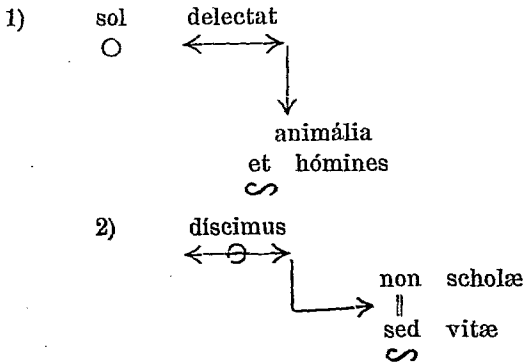 1) sol delectat
animália
et hómines
2) díscimus
non scholæ
sed vitæ